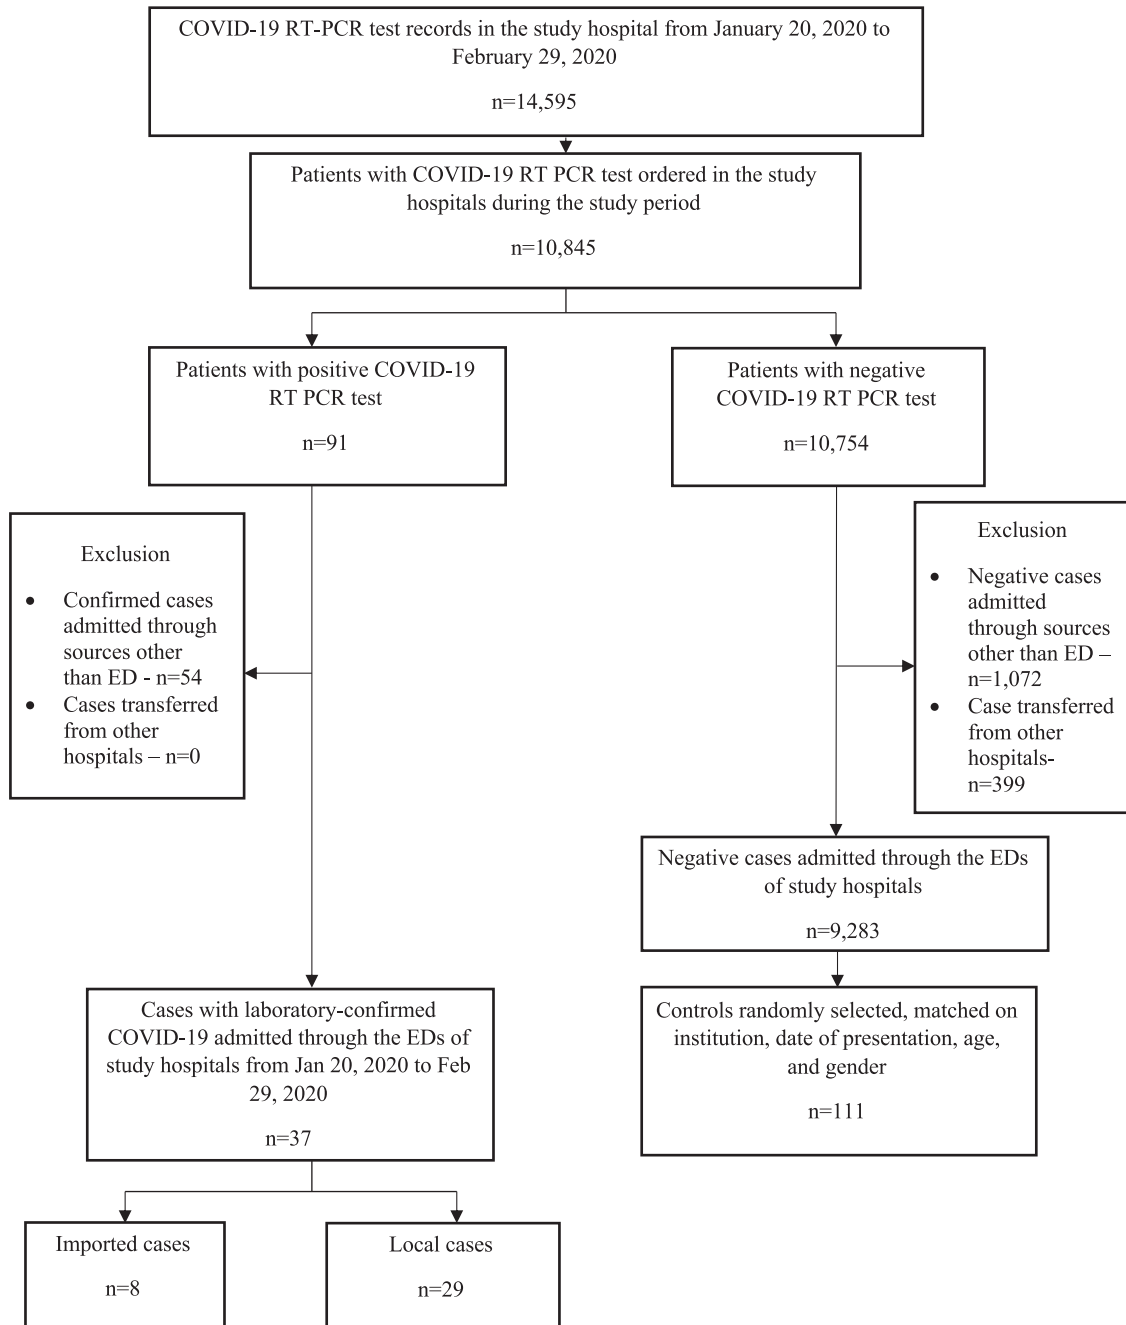 COVID-19 RT-PCR test records in the study hospital from January 20, 2020 to
February 29, 2020
n=14,595
Patients with COVID-19 RT PCR test ordered in the study
hospitals during the study period
n=10,845
Patients with positive COVID-19
RT PCR test
n=91
Patients with negative
COVID-19 RT PCR test
n=10,754
Exclusion
• Confirmed cases
admitted through
sources other
than ED - n=54
• Cases transferred
from other
hospitals – n=0
Exclusion
• Negative cases
admitted
through sources
other than ED –
n=1,072
• Case transferred
from other
hospitals-
n=399
Negative cases admitted through the EDs
of study hospitals
n=9,283
Cases with laboratory-confirmed
COVID-19 admitted through the EDs of
study hospitals from Jan 20, 2020 to Feb
29, 2020
n=37
Controls randomly selected, matched on
institution, date of presentation, age,
and gender
n=111
Imported cases
n=8
Local cases
n=29